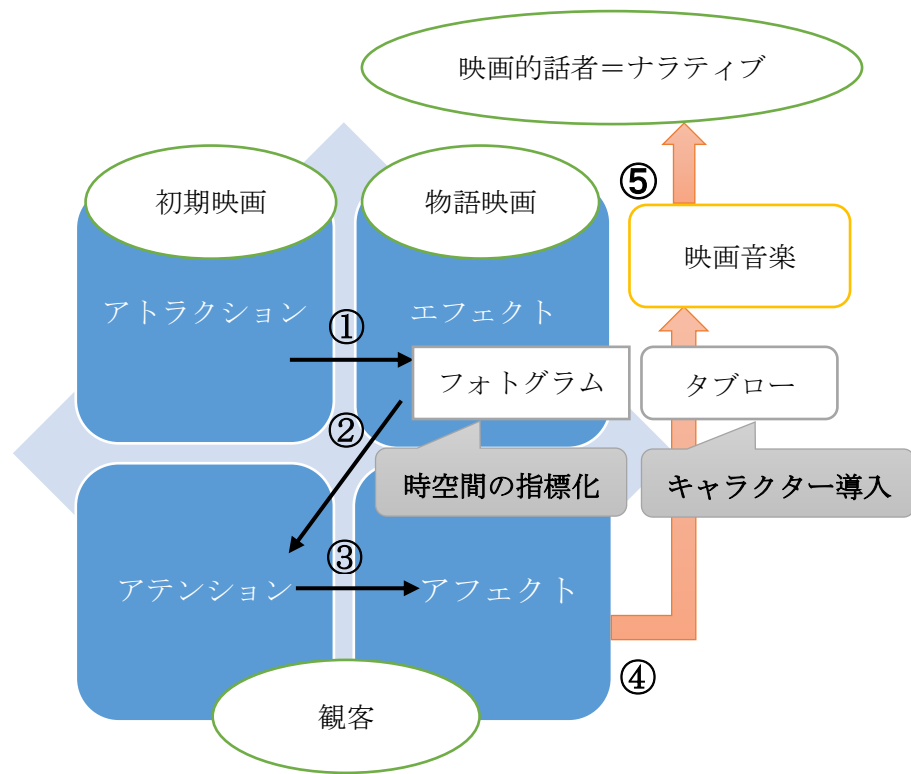 映画的話者＝ナラティブ
初期映画
物語映画
⑤
映画音楽
アトラクション
エフェクト
①
フォトグラム
タブロー
②
時空間の指標化
キャラクター導入
③
アテンション
アフェクト
④
観客